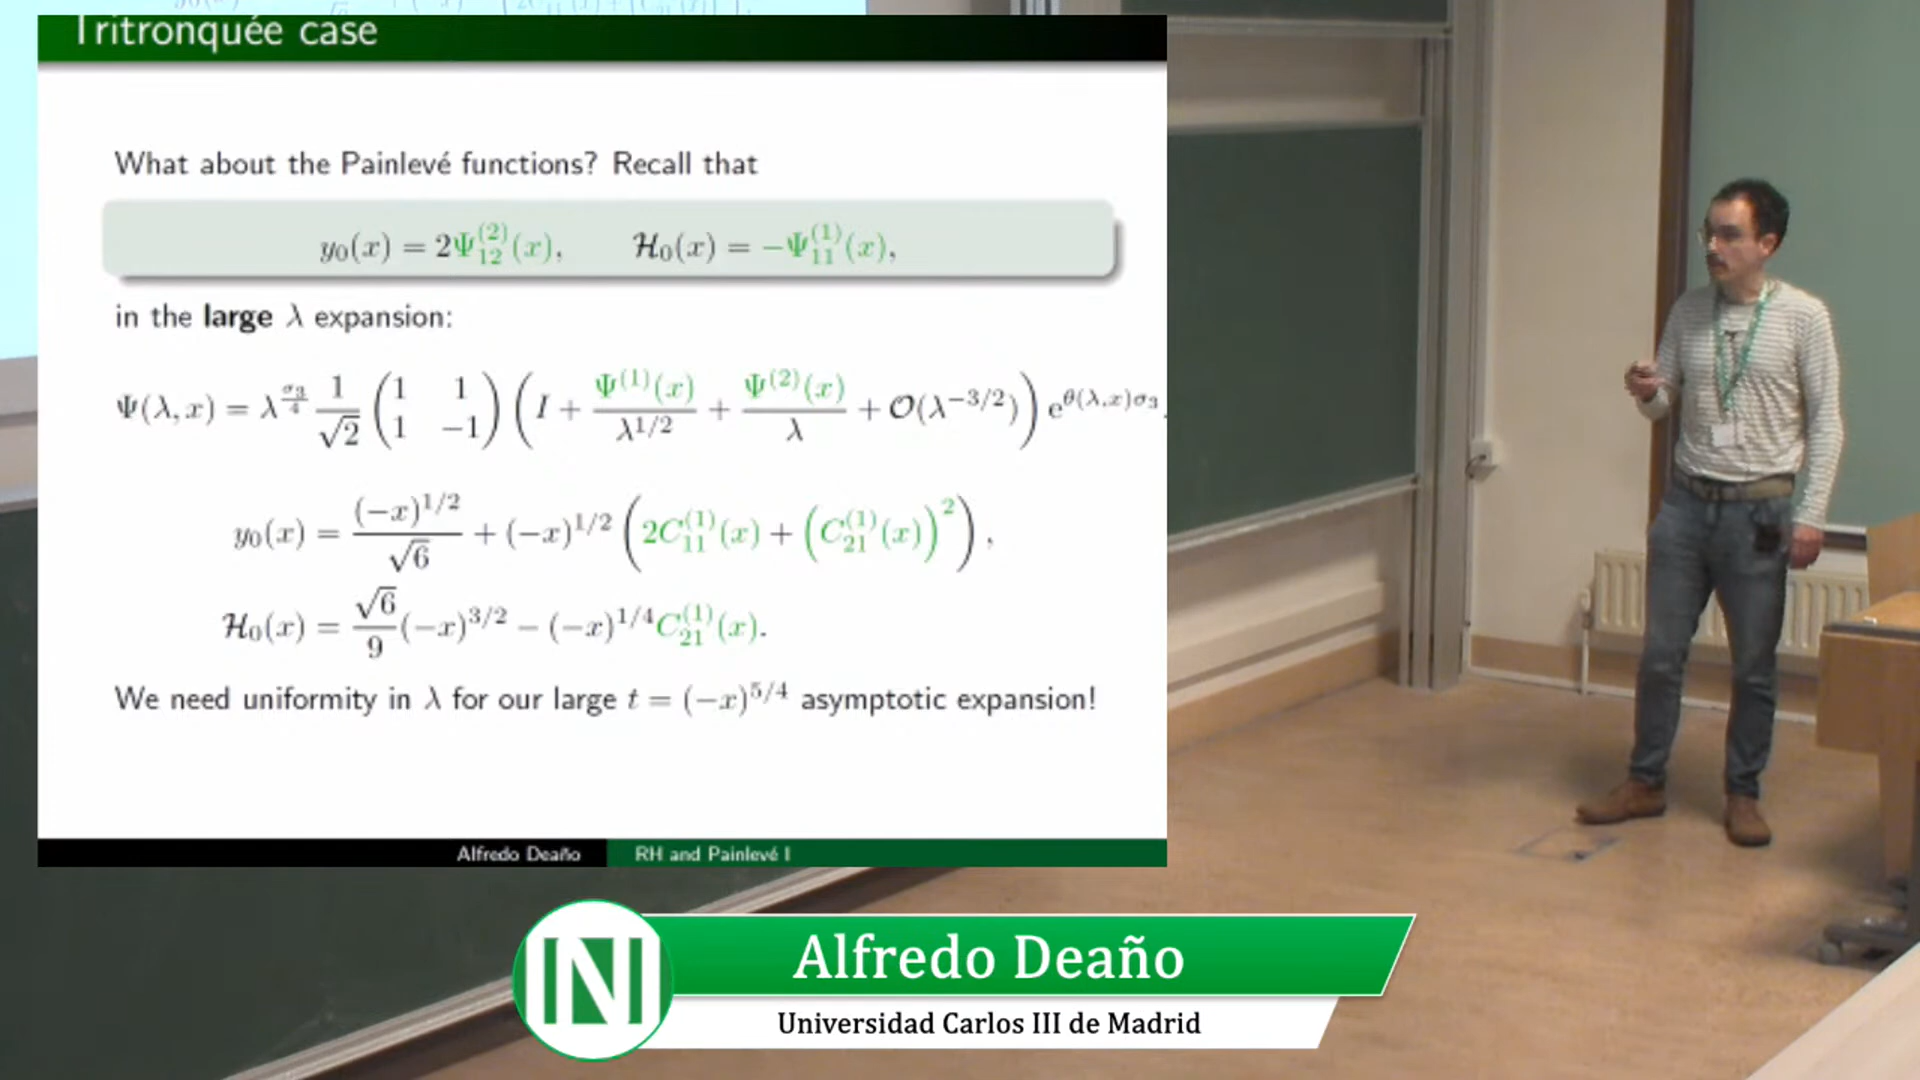 Tritronquée case
What about the Painlevé functions? Recall that
y₀(x) = 2Ψ₁₂⁽²⁾(x), ℋ₀(x) = −Ψ₁₁⁽¹⁾(x),
in the large λ expansion:
Ψ(λ, x) = λ^{σ₃/4} 1/√2 (1 1; 1 −1) (I + Ψ⁽¹⁾(x)/λ^{1/2} + Ψ⁽²⁾(x)/λ + 𝒪(λ^{−3/2})) e^{θ(λ,x)σ₃}.
y₀(x) = (−x)^{1/2}/√6 + (−x)^{1/2} (2C₁₁⁽¹⁾(x) + (C₂₁⁽¹⁾(x))²),
ℋ₀(x) = √6/9 (−x)^{3/2} − (−x)^{1/4} C₂₁⁽¹⁾(x).
We need uniformity in λ for our large t = (−x)^{5/4} asymptotic expansion!
Alfredo Deaño RH and Painlevé I
N
Alfredo Deaño
Universidad Carlos III de Madrid